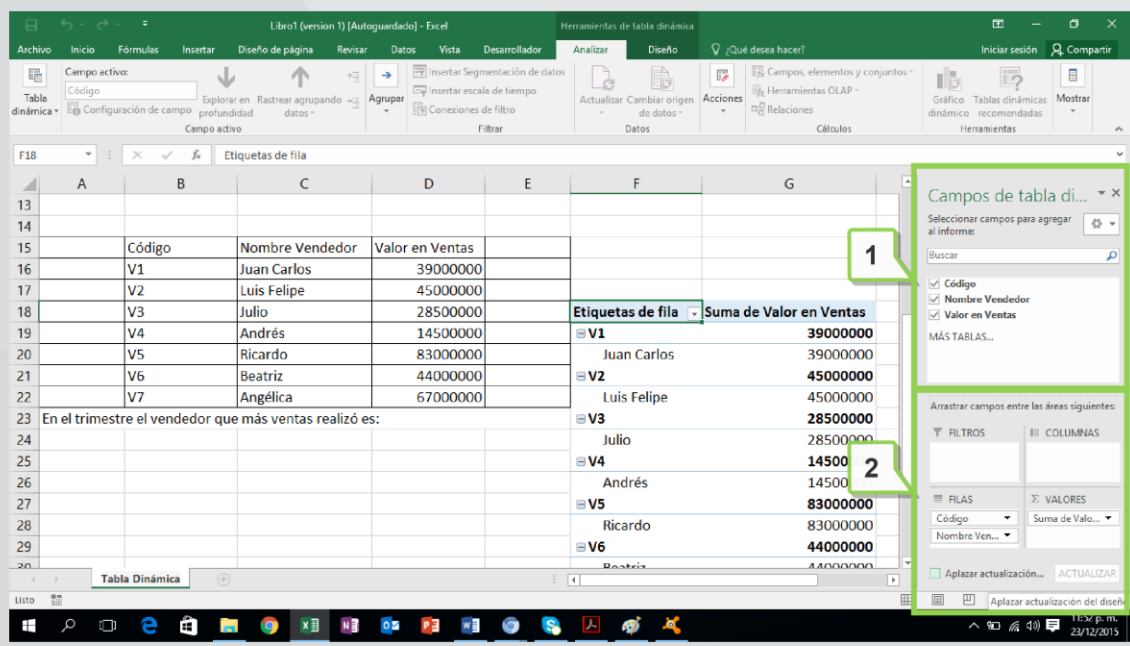 Libro1 (version 1) [Autoguardado] - Excel
Herramientas de tabla dinámica
Archivo Inicio Fórmulas Insertar Diseño de página Revisar Datos Vista Desarrollador Analizar Diseño ¿Qué desea hacer? Iniciar sesión Compartir
Tabla dinámica
Campo activo:
Código
Configuración de campo
Explorar en profundidad
Rastrear agrupando datos
Campo activo
Agrupar
Insertar Segmentación de datos
Insertar escala de tiempo
Conexiones de filtro
Filtrar
Actualizar
Cambiar origen de datos
Datos
Acciones
Campos, elementos y conjuntos
Herramientas OLAP
Relaciones
Cálculos
Gráfico dinámico
Tablas dinámicas recomendadas
Herramientas
Mostrar
F18 fx Etiquetas de fila
A B C D E F G
13
14
15 Código Nombre Vendedor Valor en Ventas
16 V1 Juan Carlos 39000000
17 V2 Luis Felipe 45000000
18 V3 Julio 28500000 Etiquetas de fila Suma de Valor en Ventas
19 V4 Andrés 14500000 V1 39000000
20 V5 Ricardo 83000000 Juan Carlos 39000000
21 V6 Beatriz 44000000 V2 45000000
22 V7 Angélica 67000000 Luis Felipe 45000000
23 En el trimestre el vendedor que más ventas realizó es: V3 28500000
24 Julio 28500000
25 V4 14500
26 Andrés 14500
27 V5 83000000
28 Ricardo 83000000
29 V6 44000000
30 Beatriz 44000000
1
2
Campos de tabla di...
Seleccionar campos para agregar
al informe:
Buscar
Código
Nombre Vendedor
Valor en Ventas
MÁS TABLAS...
Arrastrar campos entre las áreas siguientes:
FILTROS COLUMNAS
FILAS Σ VALORES
Código Suma de Valo...
Nombre Ven...
Aplazar actualización... ACTUALIZAR
Aplazar actualización del diseñ
Tabla Dinámica
Listo
11:52 p. m.
23/12/2015